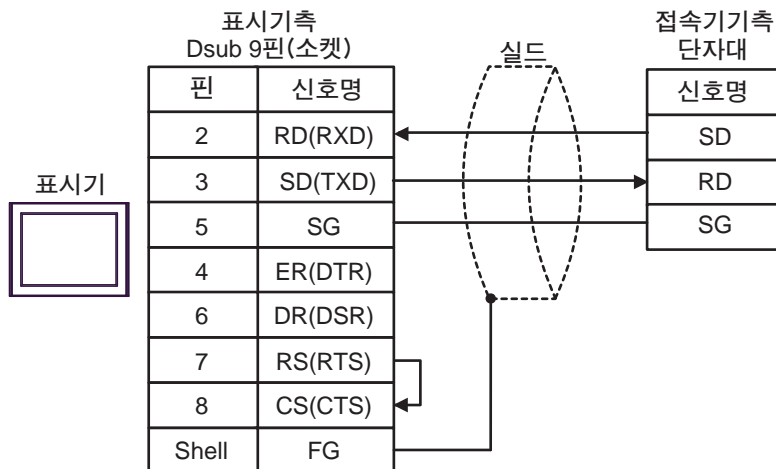 표시기측
Dsub 9핀(소켓)
실드
접속기기측
단자대
핀 신호명
신호명
2 RD(RXD)
SD
3 SD(TXD)
RD
5 SG
SG
4 ER(DTR)
6 DR(DSR)
7 RS(RTS)
8 CS(CTS)
Shell FG
표시기